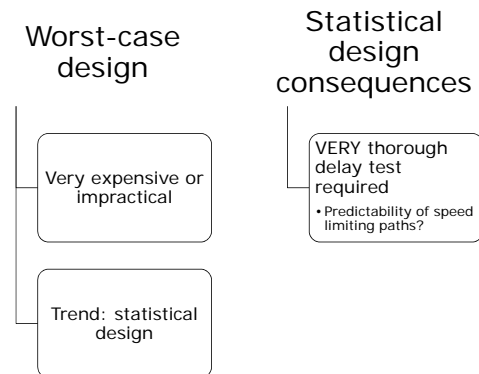 Worst-case
design
Very expensive or
impractical
Trend: statistical
design
Statistical
design
consequences
VERY thorough
delay test
required
• Predictability of speed
limiting paths?